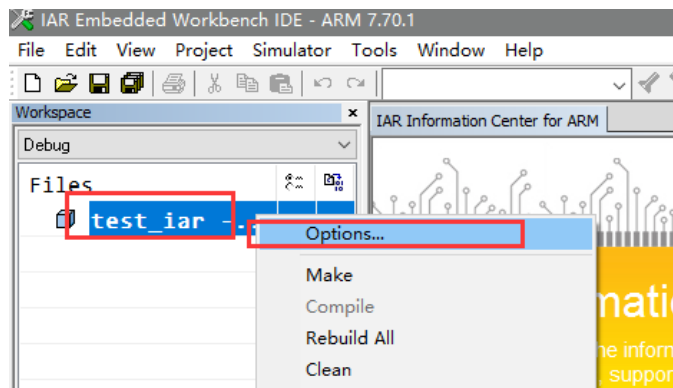 IAR Embedded Workbench IDE - ARM 7.70.1
File Edit View Project Simulator Tools Window Help
Workspace
IAR Information Center for ARM
Debug
Files
test_iar -
Options...
Make
Compile
Rebuild All
Clean